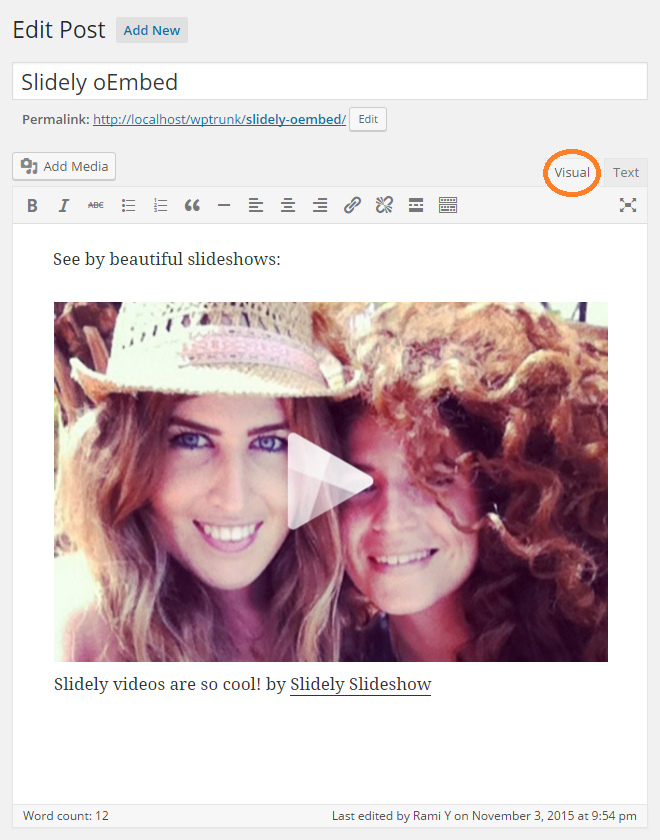 Edit Post Add New
Slidely oEmbed
Permalink: http://localhost/wptrunk/slidely-oembed/ Edit
Add Media Visual Text
B I ABC
See by beautiful slideshows:
Slidely videos are so cool! by Slidely Slideshow
Word count: 12 Last edited by Rami Y on November 3, 2015 at 9:54 pm